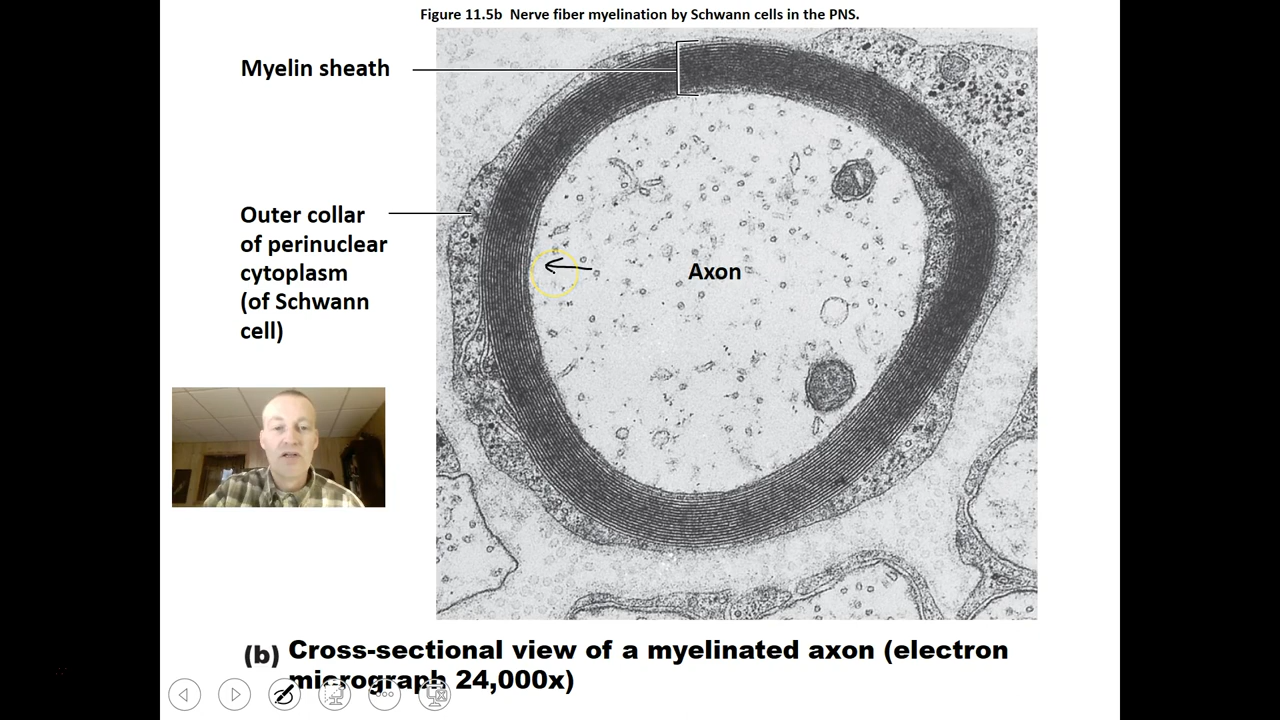 Figure 11.5b Nerve fiber myelination by Schwann cells in the PNS.
Myelin sheath
Outer collar
of perinuclear
cytoplasm
(of Schwann
cell)
Axon
(b) Cross-sectional view of a myelinated axon (electron
micrograph 24,000x)